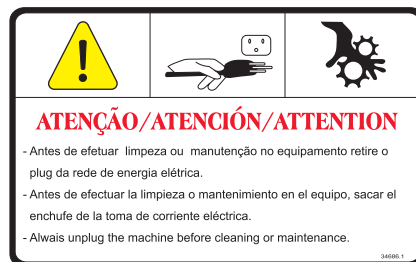 ATENÇÃO/ATENCIÓN/ATTENTION
- Antes de efetuar limpeza ou manutenção no equipamento retire o
plug da rede de energia elétrica.
- Antes de efectuar la limpieza o mantenimiento en el equipo, sacar el
enchufe de la toma de corriente eléctrica.
- Alwais unplug the machine before cleaning or maintenance.
34686.1